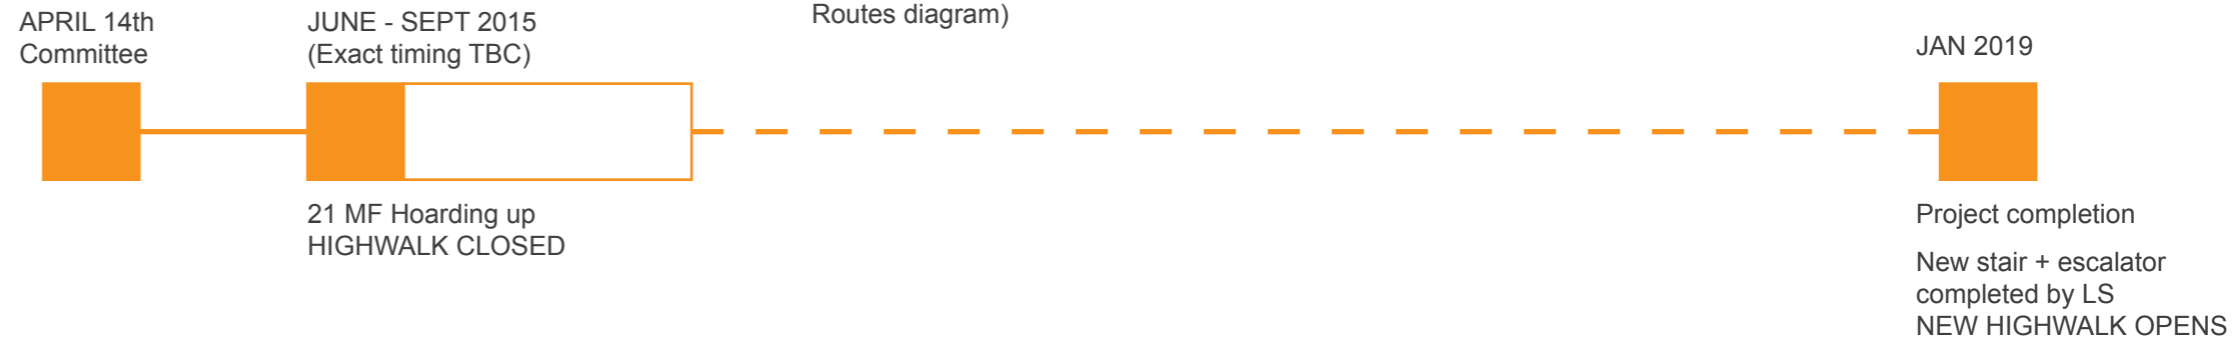 APRIL 14th
Committee
JUNE - SEPT 2015
(Exact timing TBC)
Routes diagram)
JAN 2019
21 MF Hoarding up
HIGHWALK CLOSED
Project completion
New stair + escalator
completed by LS
NEW HIGHWALK OPENS